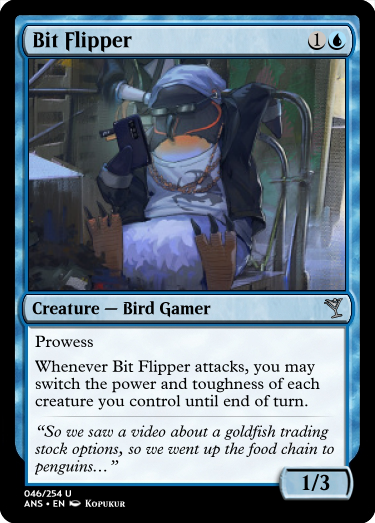 Bit Flipper
1
Creature — Bird Gamer
Prowess
Whenever Bit Flipper attacks, you may
switch the power and toughness of each
creature you control until end of turn.
“So we saw a video about a goldfish trading
stock options, so we went up the food chain to
penguins…”
1/3
046/254 U
ANS • EN Kopukur